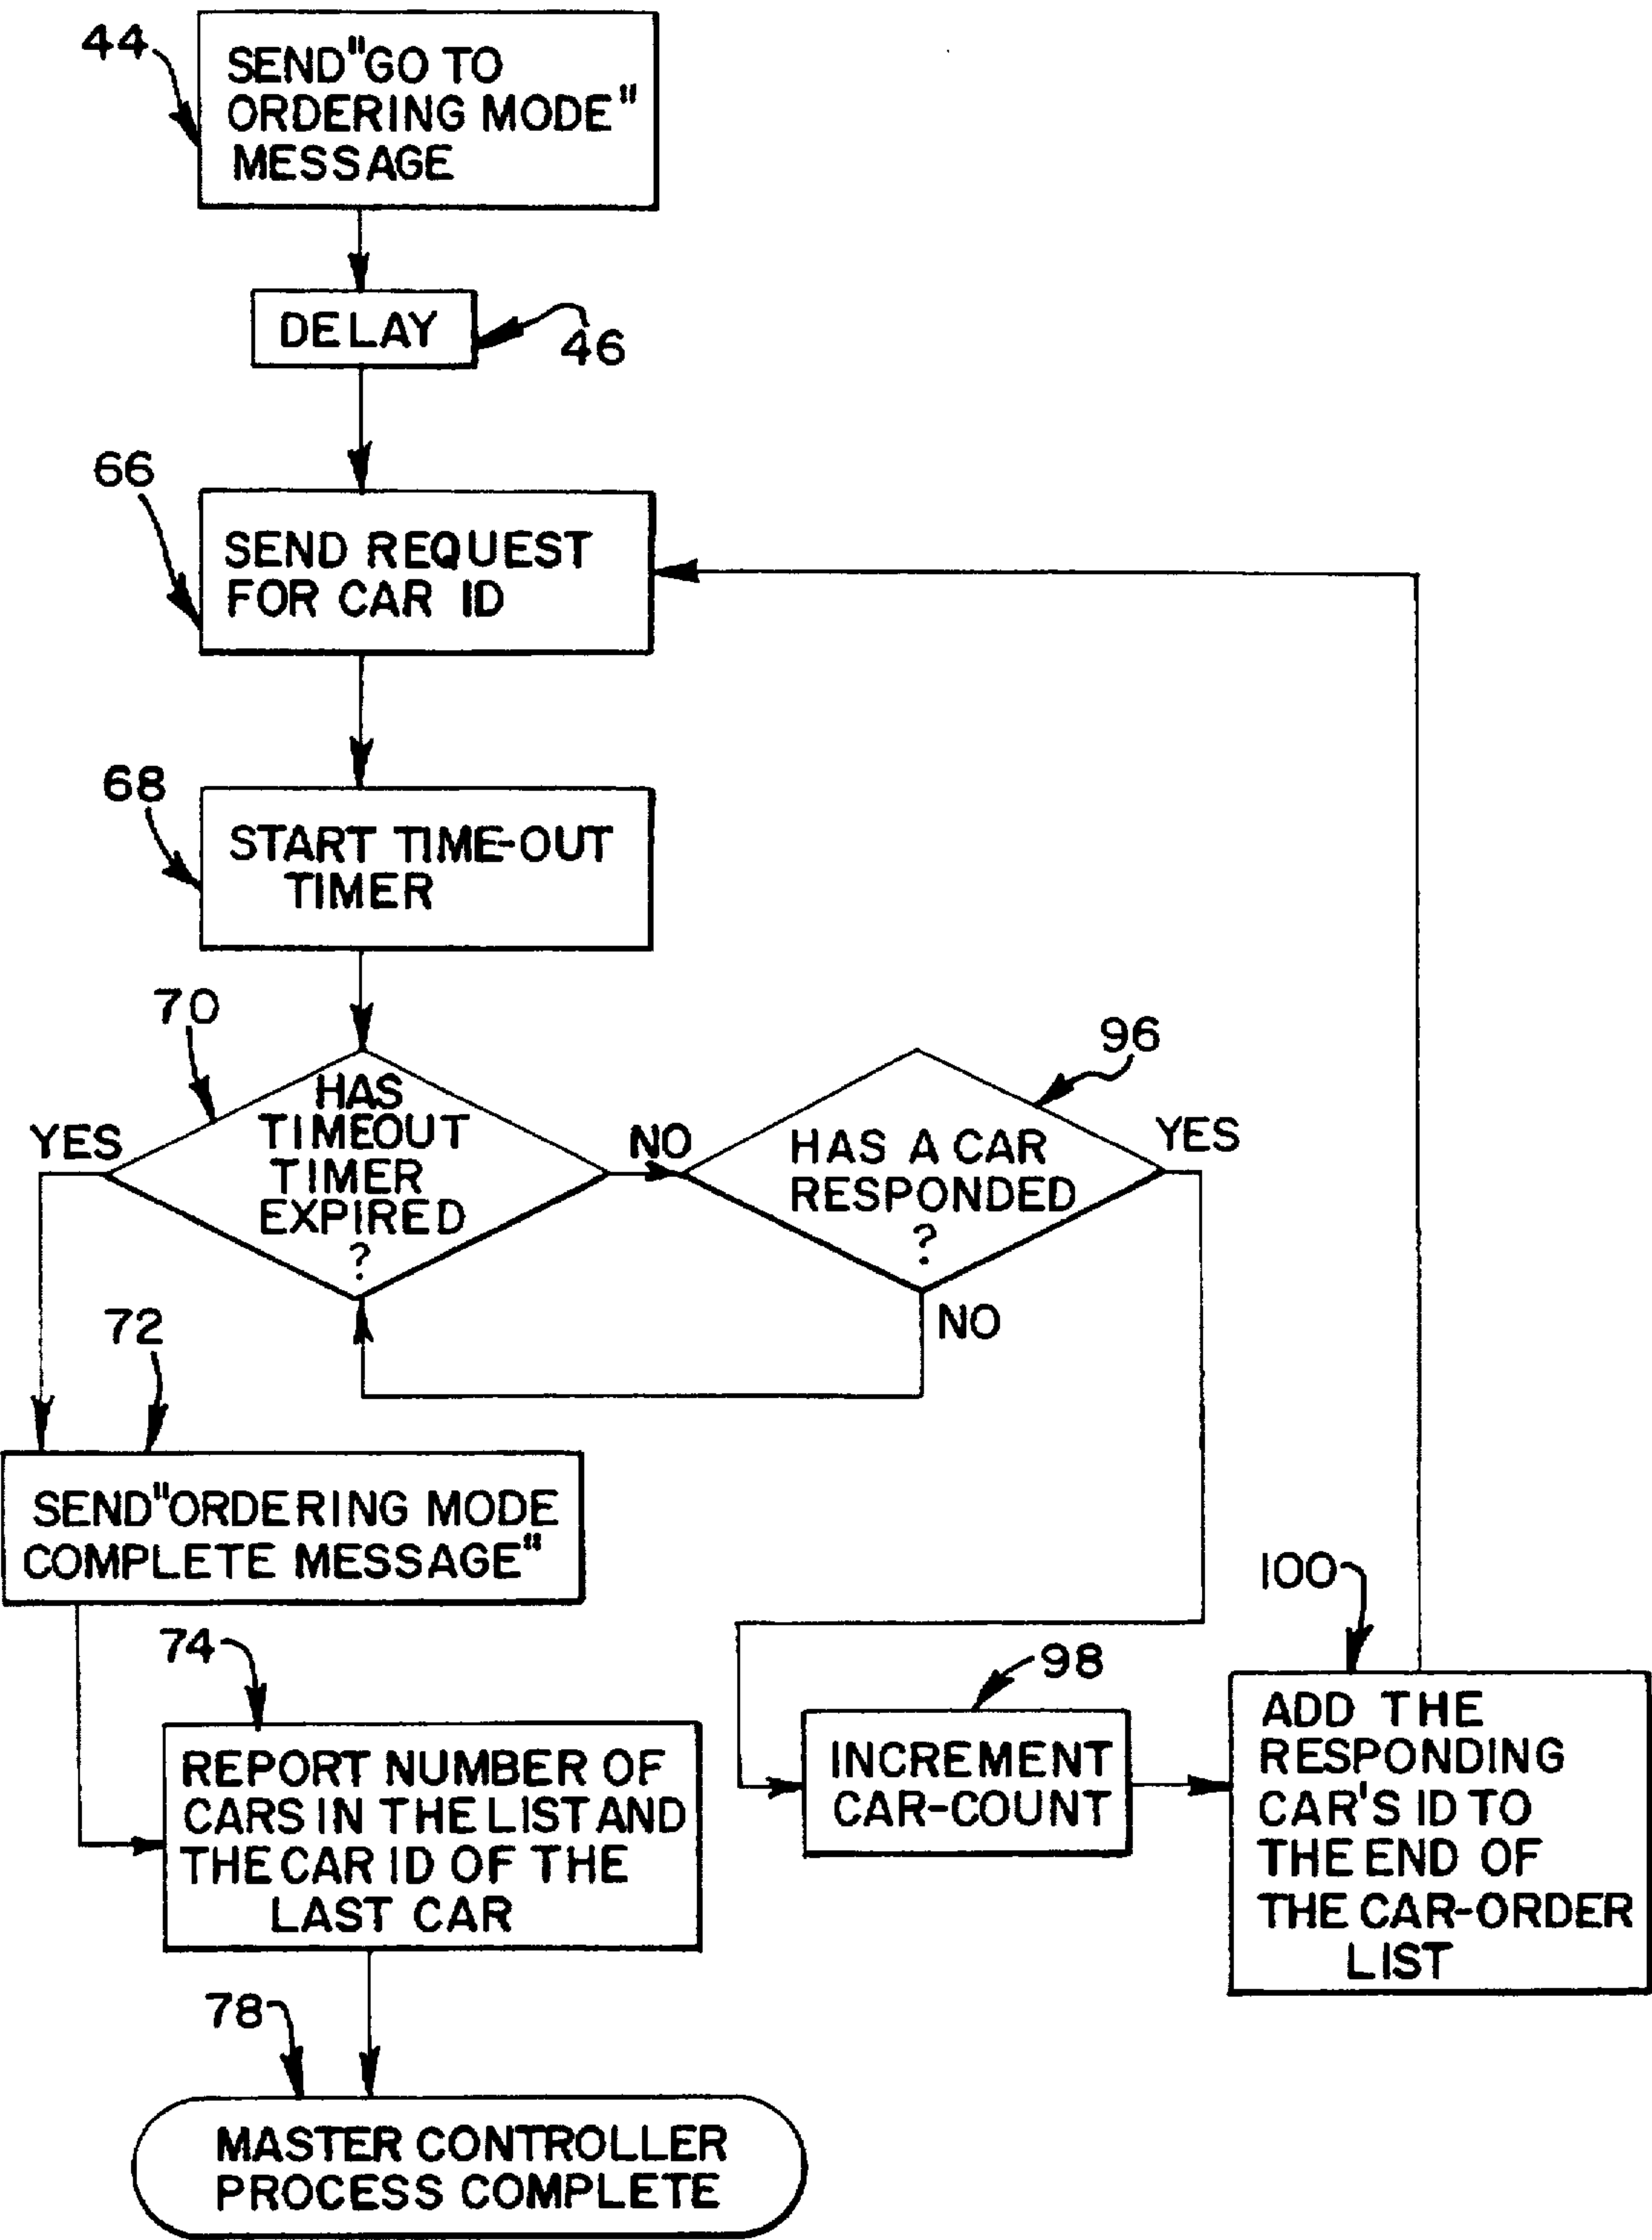 44
SEND "GO TO
ORDERING MODE"
MESSAGE
DELAY
46
66
SEND REQUEST
FOR CAR ID
68
START TIME-OUT
TIMER
70
HAS
TIMEOUT
TIMER
EXPIRED
?
YES
NO
96
HAS A CAR
RESPONDED
?
YES
NO
72
SEND "ORDERING MODE
COMPLETE MESSAGE"
74
REPORT NUMBER OF
CARS IN THE LIST AND
THE CAR ID OF THE
LAST CAR
98
INCREMENT
CAR-COUNT
100
ADD THE
RESPONDING
CAR'S ID TO
THE END OF
THE CAR-ORDER
LIST
78
MASTER CONTROLLER
PROCESS COMPLETE